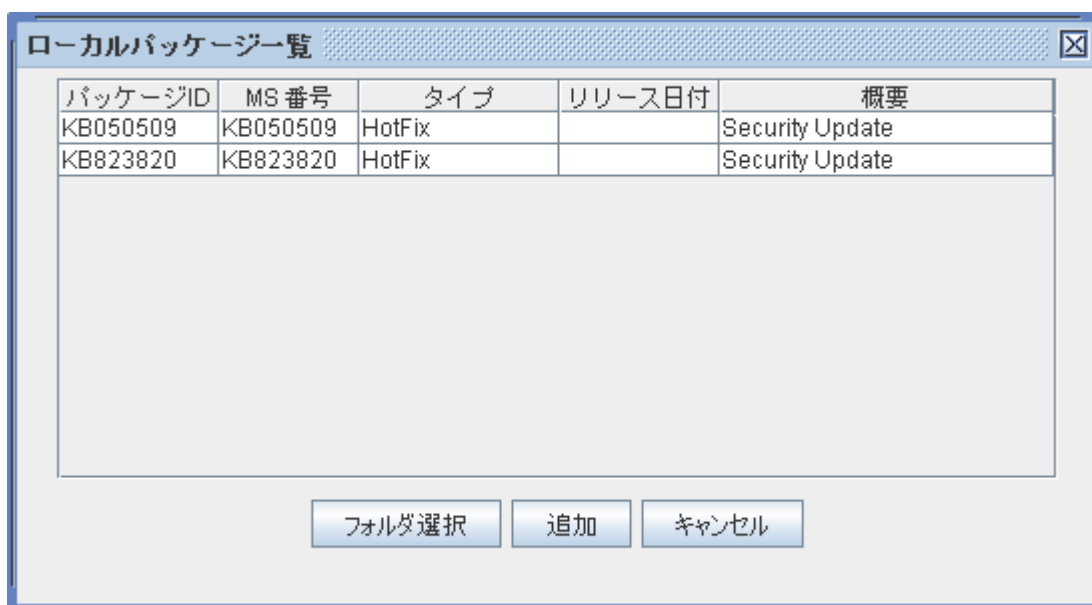 ローカルパッケージ一覧
パッケージID MS 番号 タイプ リリース日付 概要
KB050509 KB050509 HotFix Security Update
KB823820 KB823820 HotFix Security Update
フォルダ選択 追加 キャンセル